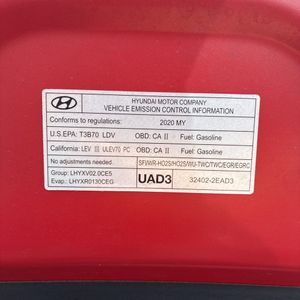 HYUNDAI MOTOR COMPANY
VEHICLE EMISSION CONTROL INFORMATION
Conforms to regulations: 2020 MY
U.S.EPA: T3B70 LDV OBD: CA II Fuel: Gasoline
California: LEV III ULEV70 PC OBD: CA II Fuel: Gasoline
No adjustments needed. SFI/WR-HO2S/HO2S/WU-TWC/TWC/EGR/EGRC
Group: LHYXV02.0CE5
Evap.: LHYXR0130CEG
UAD3 32402-2EAD3